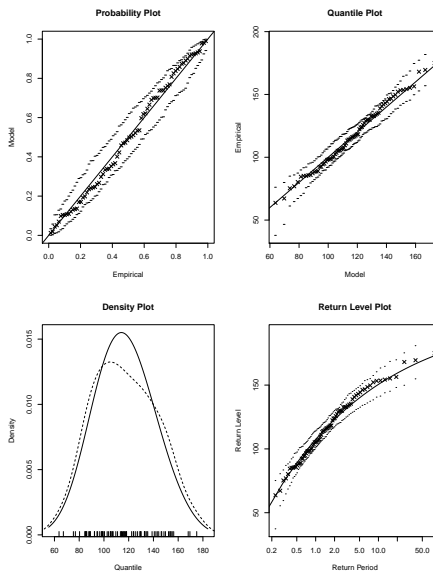 Probability Plot
Model
0.0 0.2 0.4 0.6 0.8 1.0
0.0 0.2 0.4 0.6 0.8 1.0
Empirical
Quantile Plot
Empirical
50 100 150 200
60 80 100 120 140 160
Model
Density Plot
Density
0.000 0.005 0.010 0.015
60 80 100 120 140 160 180
Quantile
Return Level Plot
Return Level
50 100 150
0.2 0.5 1.0 2.0 5.0 10.0 50.0
Return Period